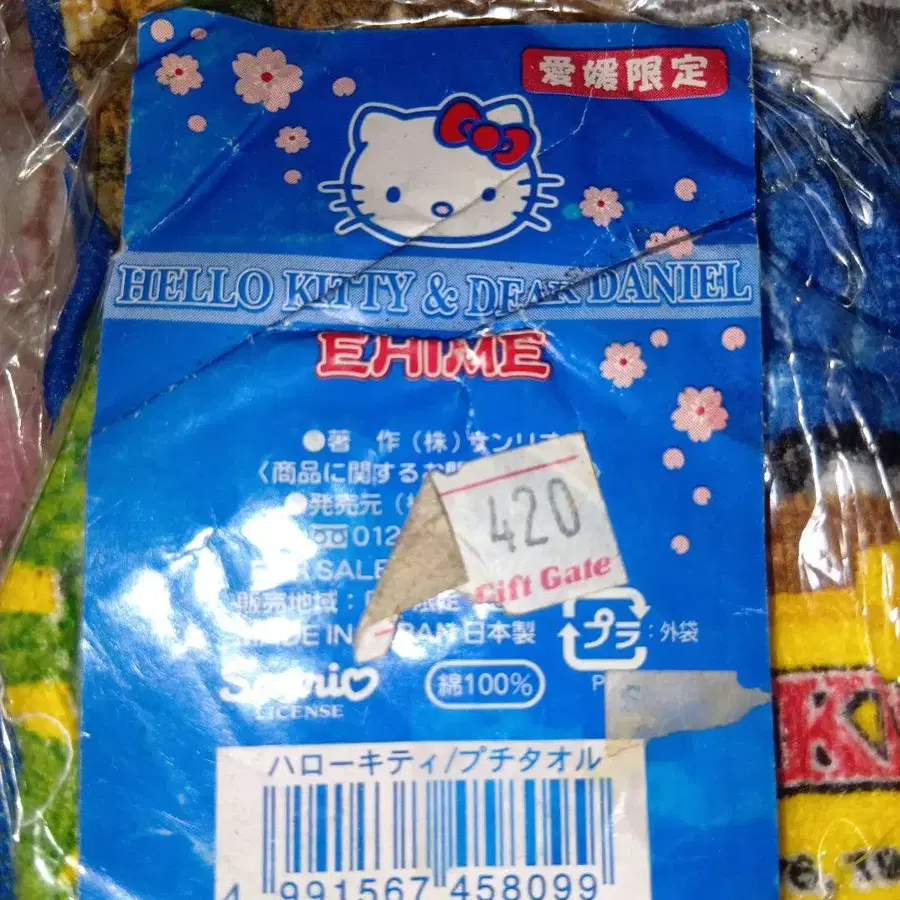 愛媛限定
HELLO KITTY & DEAR DANIEL
EHIME
●著 作 (株) サンリオ
〈商品に関するお
●発売元 (
012
420
SALE
Gift Gate
販売地域:
MADE IN JAPAN 日本製
プラ :外袋
Sanrio
綿100%
P
LICENSE
ハローキティ/プチタオル
4 991567 458099
6, 19